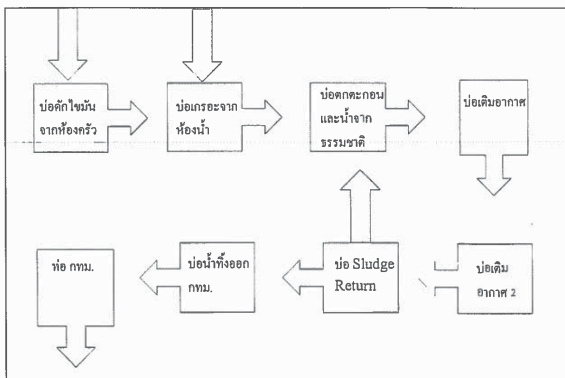 บ่อดักไขมัน
จากห้องครัว
บ่อเกรอะจาก
ห้องน้ำ
บ่อตกตะกอน
และน้ำจาก
ธรรมชาติ
บ่อเติมอากาศ
ท่อ กทม.
บ่อน้ำทิ้งออก
กทม.
บ่อ Sludge
Return
บ่อเติม
อากาศ 2